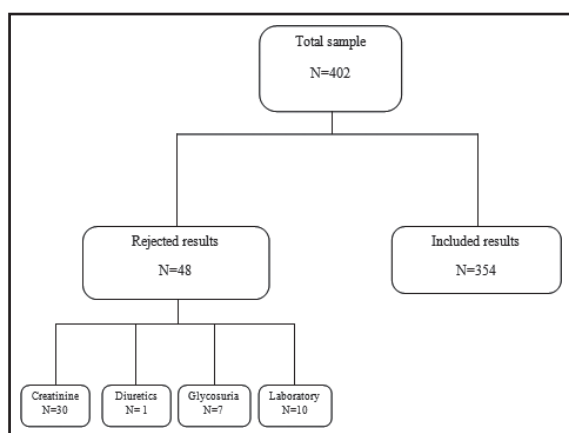 Total sample
N=402
Rejected results
N=48
Included results
N=354
Creatinine
N=30
Diuretics
N= 1
Glycosuria
N=7
Laboratory
N=10